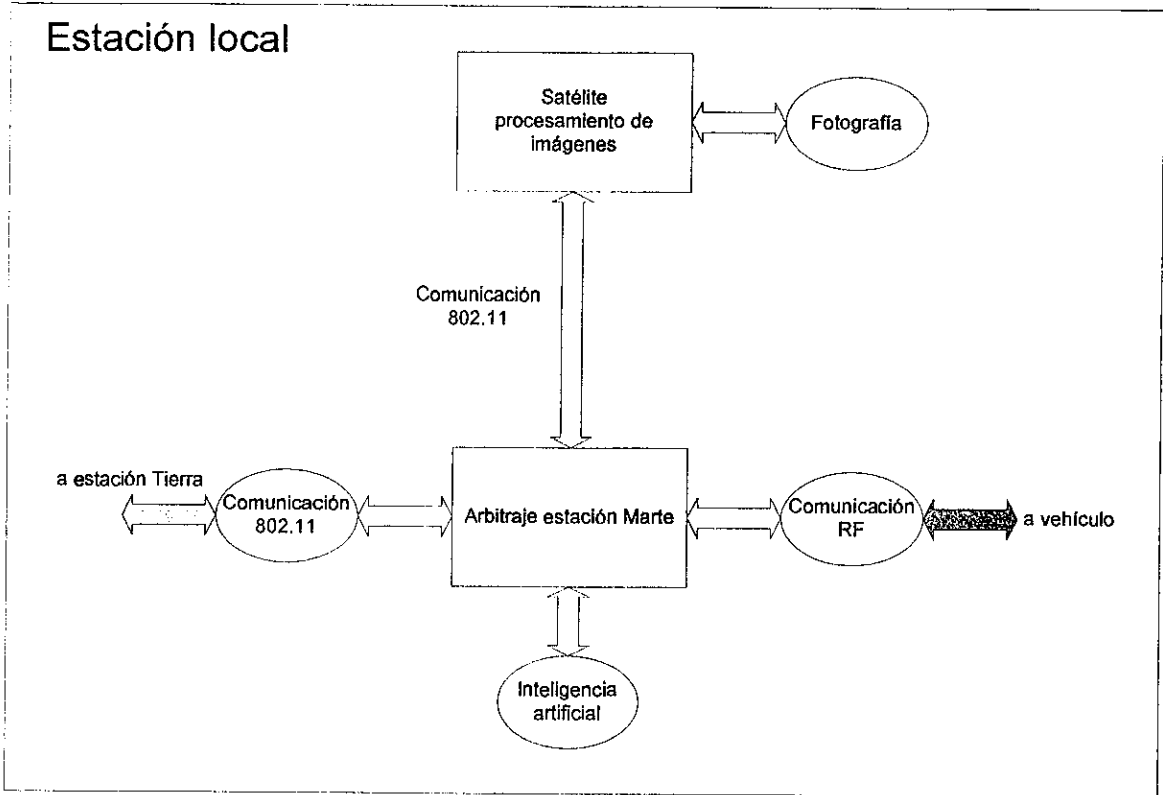 Estación local
Satélite
procesamiento de
imágenes
Fotografía
Comunicación
802.11
a estación Tierra
Comunicación
802.11
Arbitraje estación Marte
Comunicación
RF
a vehículo
Inteligencia
artificial